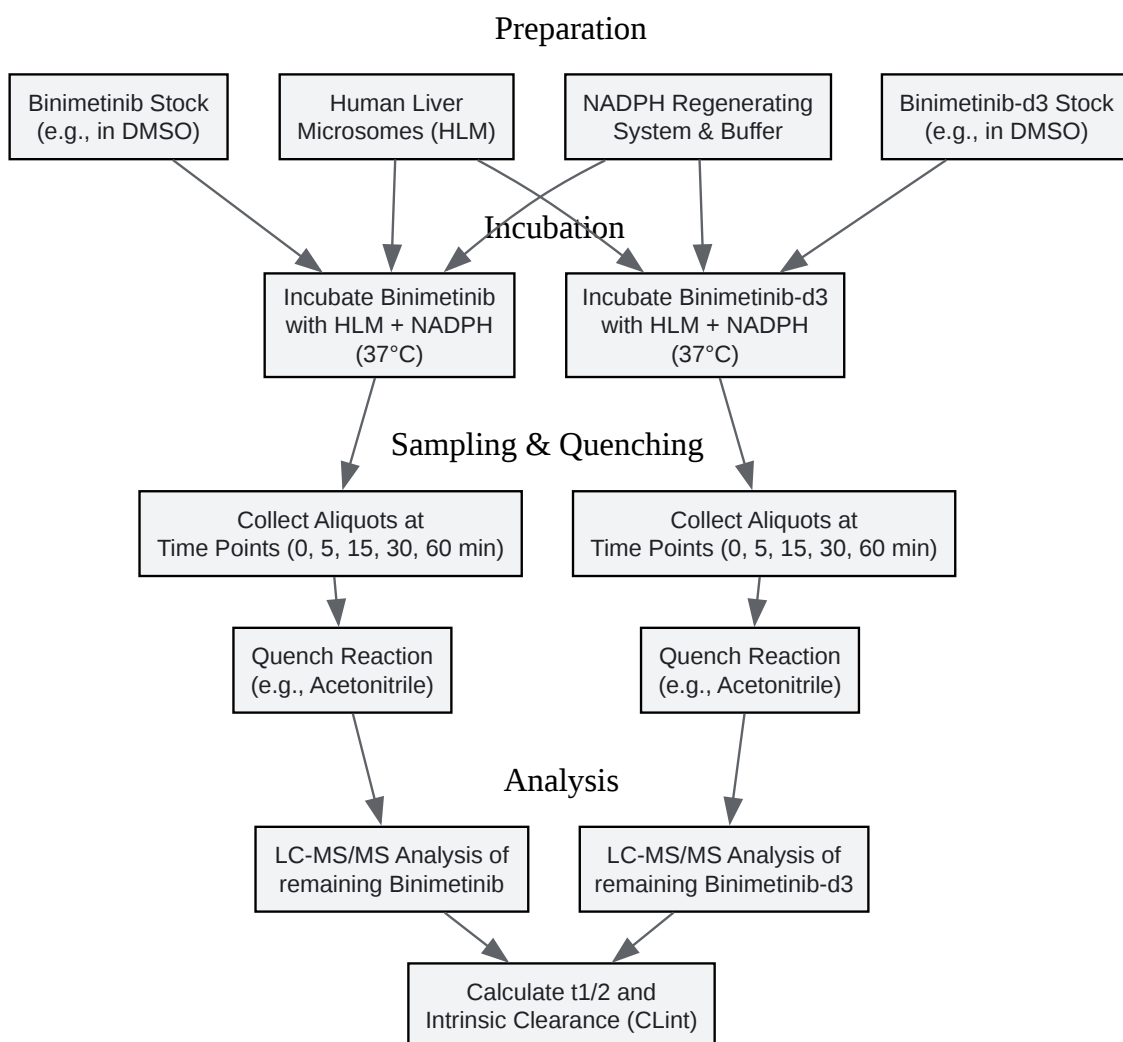 Preparation
Binimetinib Stock
(e.g., in DMSO)
Human Liver
Microsomes (HLM)
NADPH Regenerating
System & Buffer
Binimetinib-d3 Stock
(e.g., in DMSO)
Incubation
Incubate Binimetinib
with HLM + NADPH
(37°C)
Incubate Binimetinib-d3
with HLM + NADPH
(37°C)
Sampling & Quenching
Collect Aliquots at
Time Points (0, 5, 15, 30, 60 min)
Collect Aliquots at
Time Points (0, 5, 15, 30, 60 min)
Quench Reaction
(e.g., Acetonitrile)
Quench Reaction
(e.g., Acetonitrile)
Analysis
LC-MS/MS Analysis of
remaining Binimetinib
LC-MS/MS Analysis of
remaining Binimetinib-d3
Calculate t1/2 and
Intrinsic Clearance (CLint)